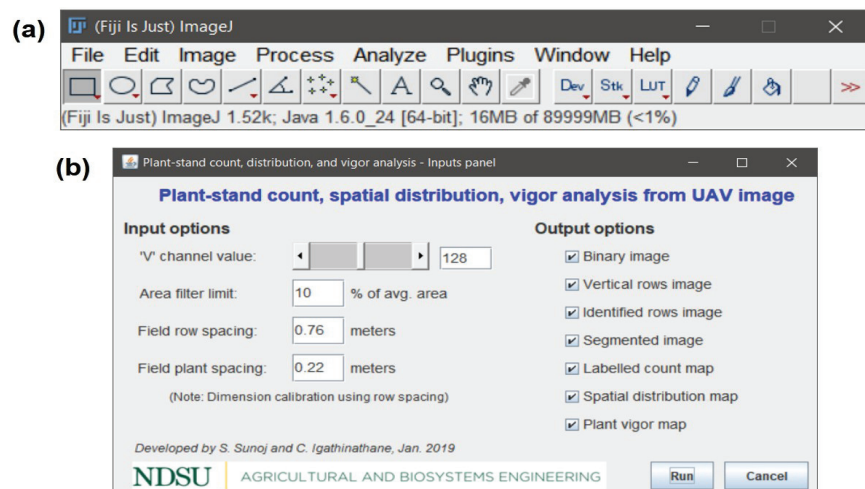 (a)
(Fiji Is Just) ImageJ
File Edit Image Process Analyze Plugins Window Help
A Dev Stk LUT >>
(Fiji Is Just) ImageJ 1.52k; Java 1.6.0_24 [64-bit]; 16MB of 89999MB (<1%)
(b)
Plant-stand count, distribution, and vigor analysis - Inputs panel
Plant-stand count, spatial distribution, vigor analysis from UAV image
Input options
'V' channel value: 128
Area filter limit: 10 % of avg. area
Field row spacing: 0.76 meters
Field plant spacing: 0.22 meters
(Note: Dimension calibration using row spacing)
Output options
Binary image
Vertical rows image
Identified rows image
Segmented image
Labelled count map
Spatial distribution map
Plant vigor map
Developed by S. Sunoj and C. Igathinathane, Jan. 2019
NDSU AGRICULTURAL AND BIOSYSTEMS ENGINEERING
Run Cancel